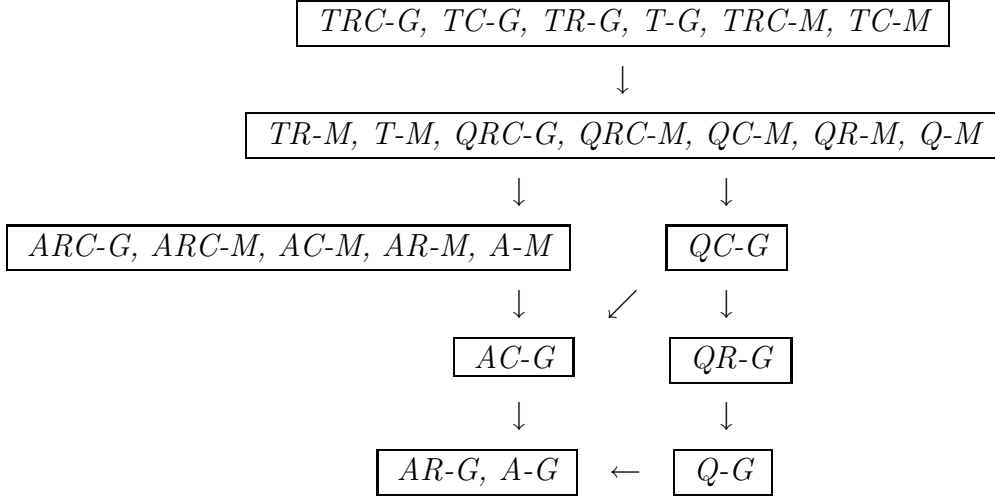 TRC-G, TC-G, TR-G, T-G, TRC-M, TC-M
↓
TR-M, T-M, QRC-G, QRC-M, QC-M, QR-M, Q-M
↓ ↓
ARC-G, ARC-M, AC-M, AR-M, A-M QC-G
↓ ↙ ↓
AC-G QR-G
↓ ↓
AR-G, A-G ← Q-G